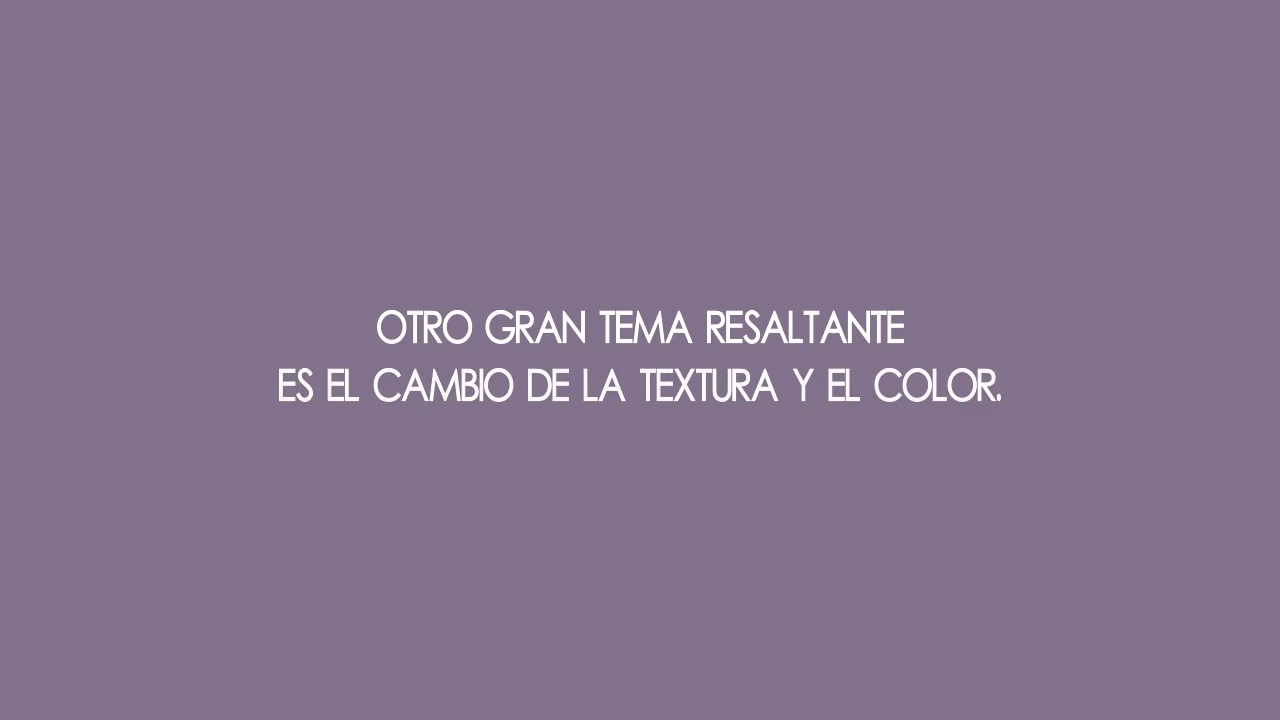 OTRO GRAN TEMA RESALTANTE
ES EL CAMBIO DE LA TEXTURA Y EL COLOR.